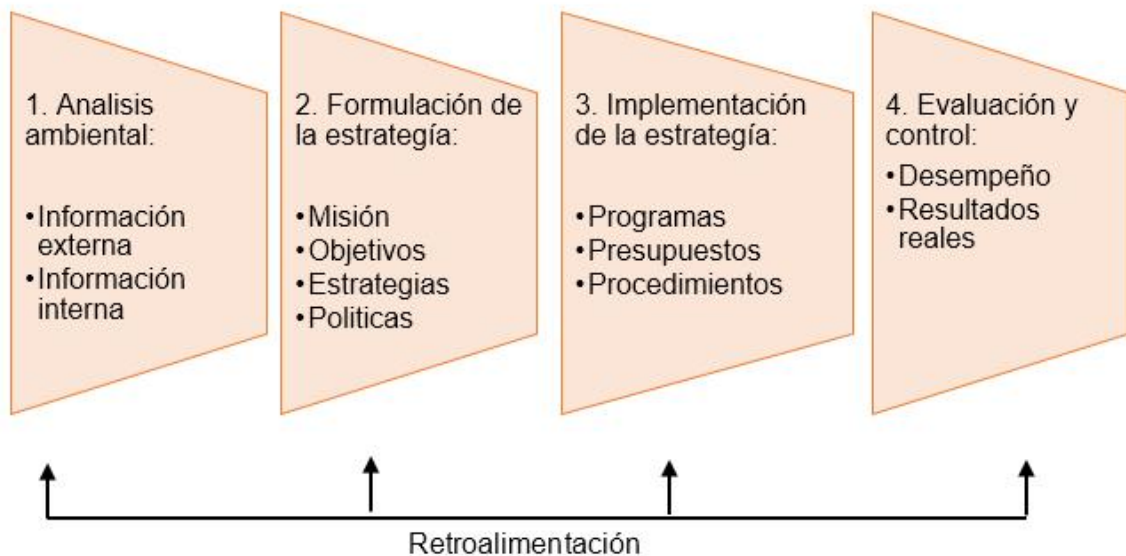 1. Analisis
ambiental:
•Información
externa
•Información
interna
2. Formulación de
la estrategía:
•Misión
•Objetivos
•Estrategias
•Politicas
3. Implementación
de la estrategía:
•Programas
•Presupuestos
•Procedimientos
4. Evaluación y
control:
•Desempeño
•Resultados
reales
Retroalimentación